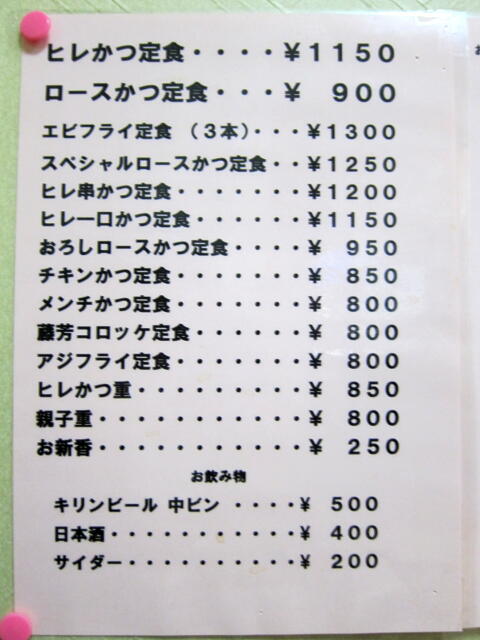 ヒレかつ定食・・・・￥１１５０
ロースかつ定食・・・￥　９００
エビフライ定食　（３本）・・・￥１３００
スペシャルロースかつ定食・・￥１２５０
ヒレ串かつ定食・・・・・・・￥１２００
ヒレ一口かつ定食・・・・・・￥１１５０
おろしロースかつ定食・・・・￥　９５０
チキンかつ定食・・・・・・・￥　８５０
メンチかつ定食・・・・・・・￥　８００
藤芳コロッケ定食・・・・・・￥　８００
アジフライ定食・・・・・・・￥　８００
ヒレかつ重・・・・・・・・・￥　８５０
親子重・・・・・・・・・・・￥　８００
お新香・・・・・・・・・・・￥　２５０
お飲み物
キリンビール 中ビン　・・・・￥　５００
日本酒・・・・・・・・・・・￥　４００
サイダー・・・・・・・・・・￥　２００